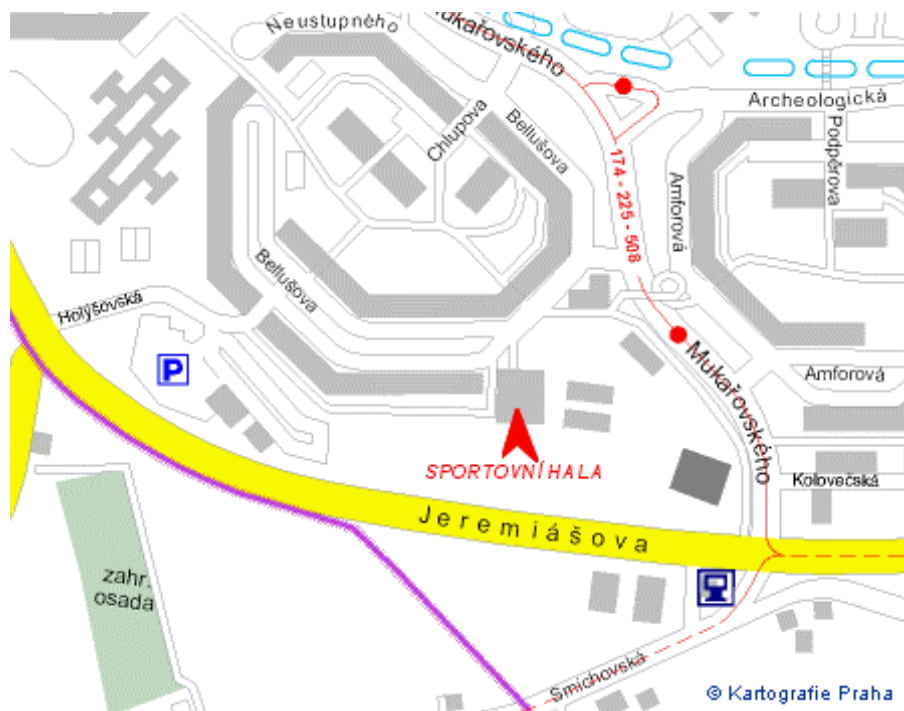 Neustupného
Mukařovského
Archeologická
Chlupova
Bellušova
Podpěrova
174 - 225 - 508
Amforová
Bellušova
Holýšovská
P
Mukařovského
Amforová
SPORTOVNÍ HALA
Kolovečská
Jeremiášova
zahr.
osada
Smichovská
© Kartografie Praha